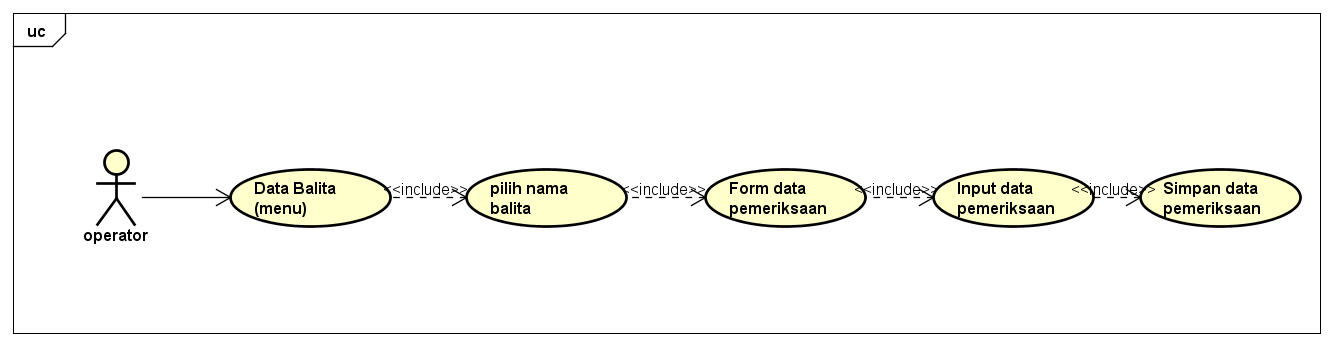 uc
operator
Data Balita
(menu)
<<include>>
pilih nama
balita
<<include>>
Form data
pemeriksaan
<<include>>
Input data
pemeriksaan
<<include>>
Simpan data
pemeriksaan